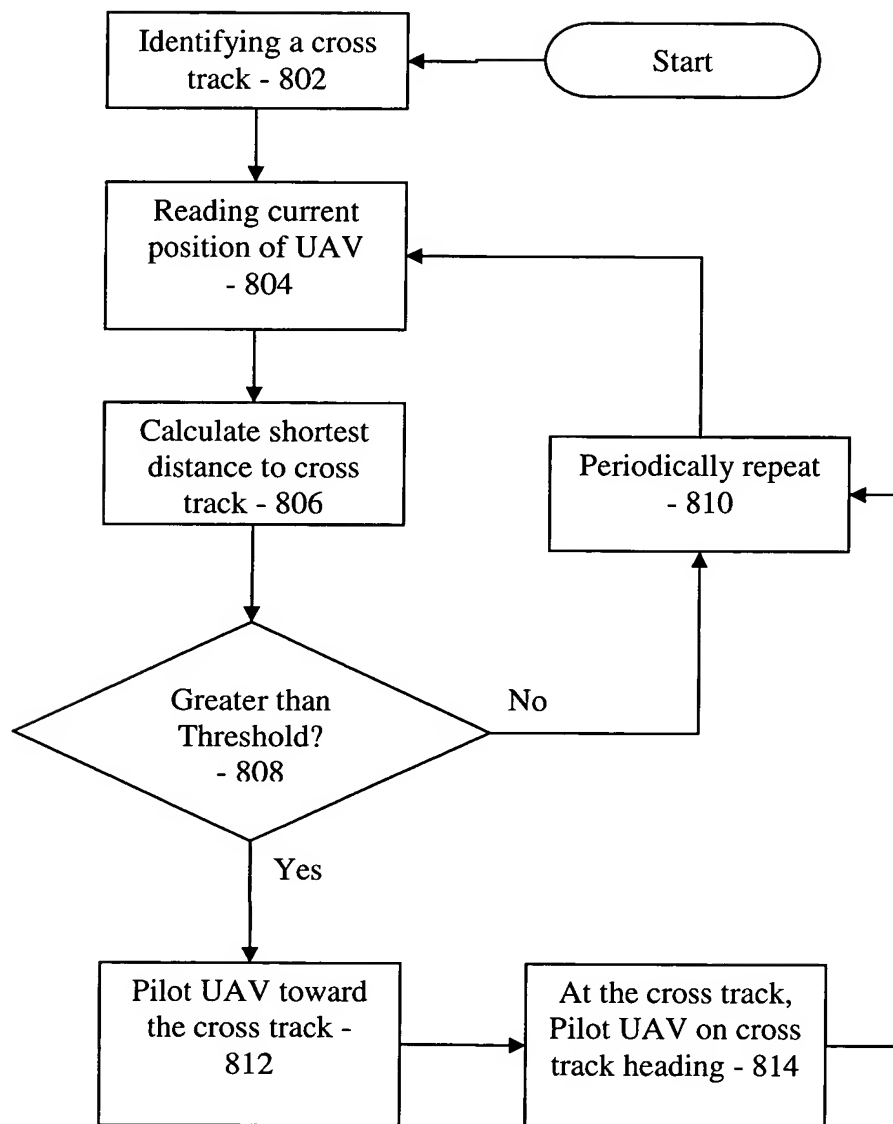 Identifying a cross
track - 802
Start
Reading current
position of UAV
- 804
Calculate shortest
distance to cross
track - 806
Periodically repeat
- 810
Greater than
Threshold?
- 808
No
Yes
Pilot UAV toward
the cross track -
812
At the cross track,
Pilot UAV on cross
track heading - 814